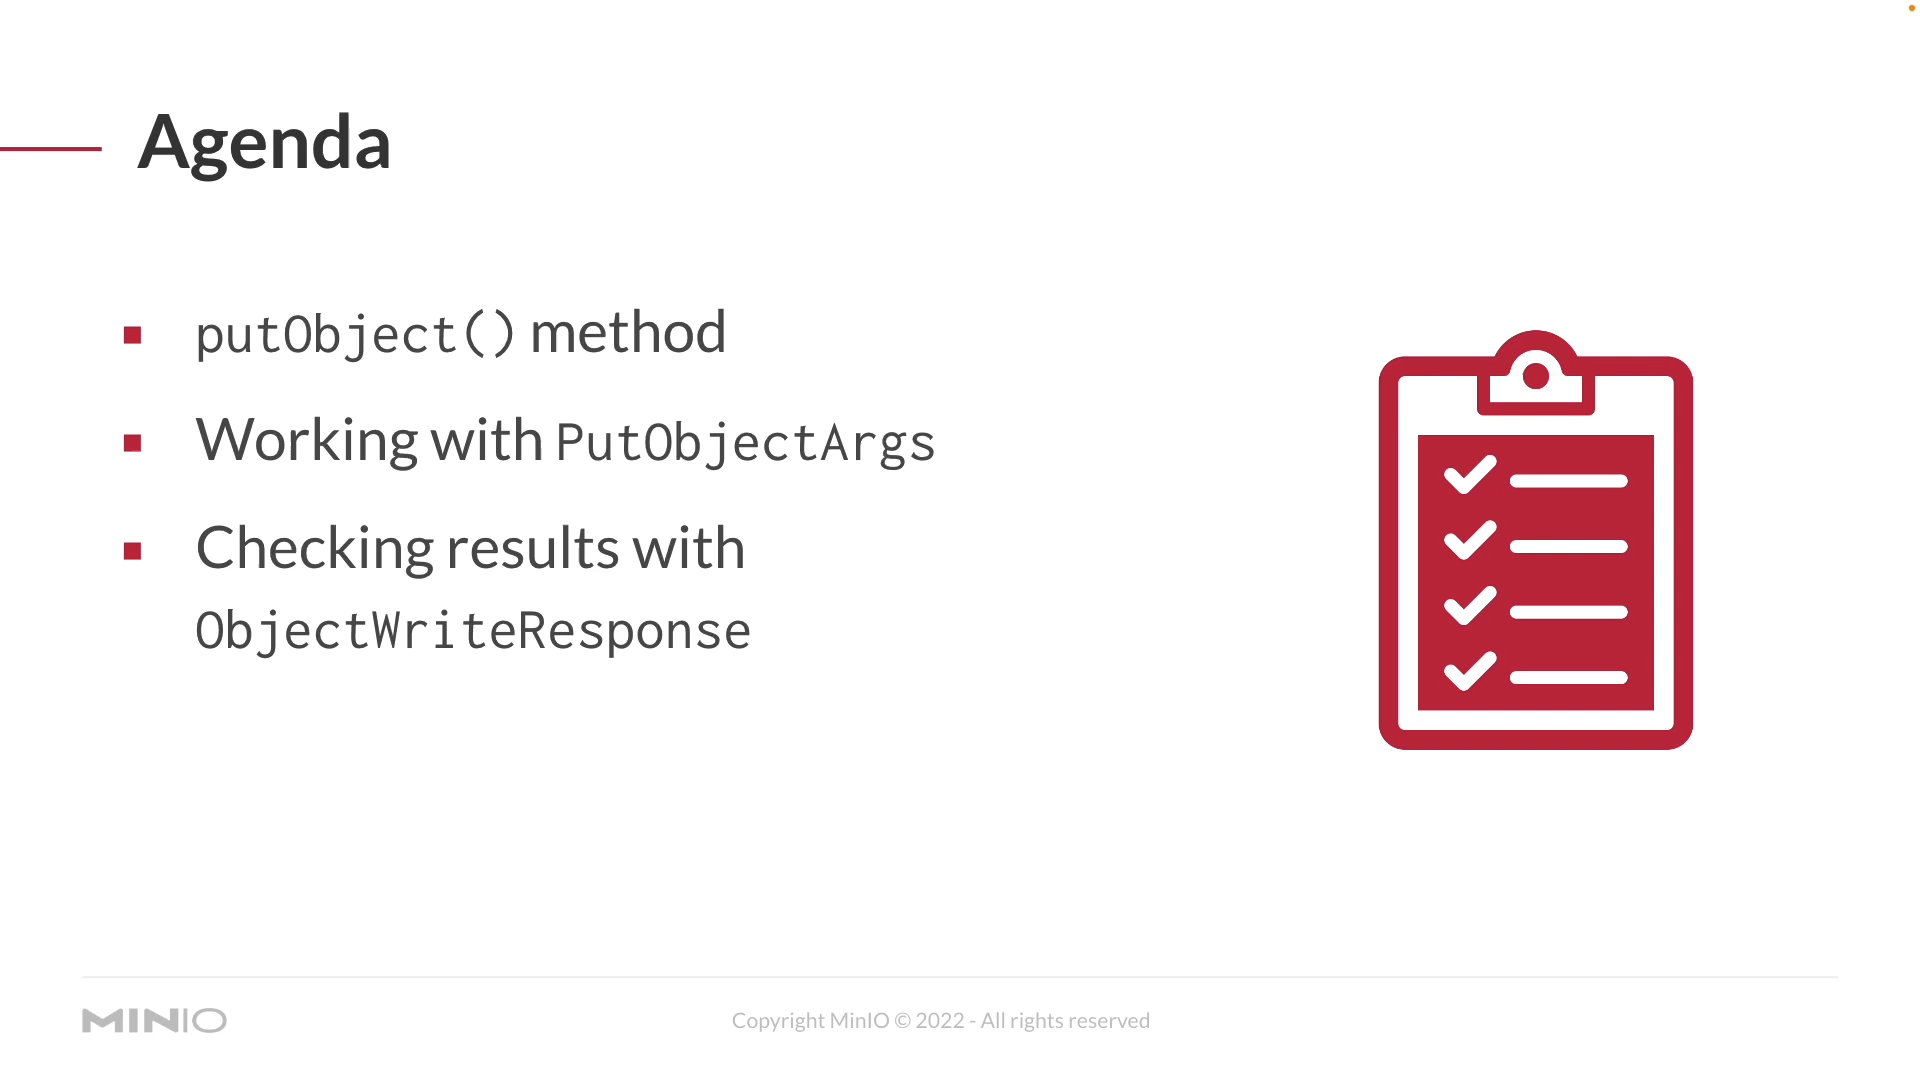 Agenda
putObject() method
Working with PutObjectArgs
Checking results with
ObjectWriteResponse
MINIO
Copyright MinIO © 2022 - All rights reserved